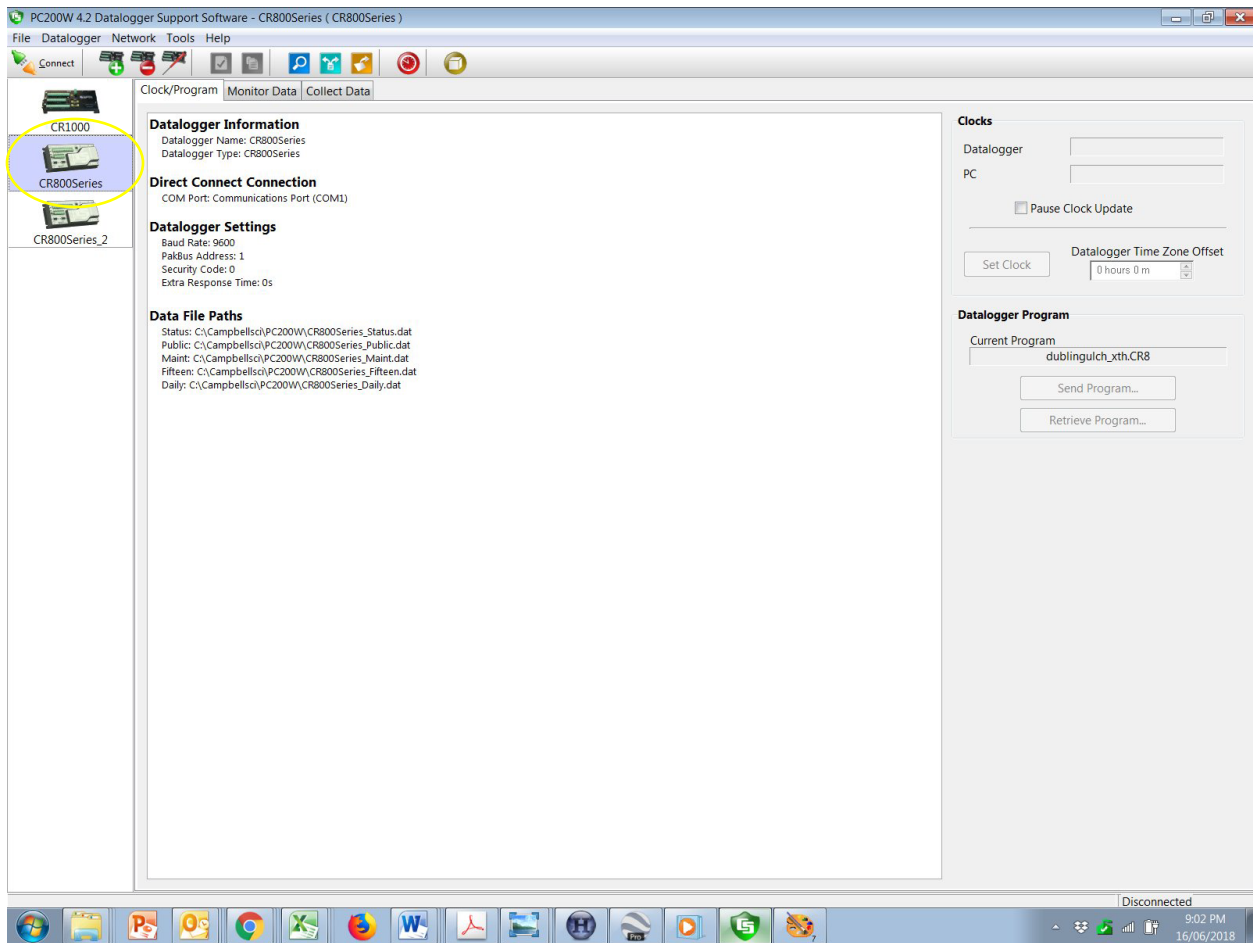 PC200W 4.2 Datalogger Support Software - CR800Series ( CR800Series )
File Datalogger Network Tools Help
Connect
CR1000
CR800Series
CR800Series_2
Clock/Program Monitor Data Collect Data
Datalogger Information
Datalogger Name: CR800Series
Datalogger Type: CR800Series
Direct Connect Connection
COM Port: Communications Port (COM1)
Datalogger Settings
Baud Rate: 9600
PakBus Address: 1
Security Code: 0
Extra Response Time: 0s
Data File Paths
Status: C:\Campbellsci\PC200W\CR800Series_Status.dat
Public: C:\Campbellsci\PC200W\CR800Series_Public.dat
Maint: C:\Campbellsci\PC200W\CR800Series_Maint.dat
Fifteen: C:\Campbellsci\PC200W\CR800Series_Fifteen.dat
Daily: C:\Campbellsci\PC200W\CR800Series_Daily.dat
Clocks
Datalogger
PC
Pause Clock Update
Set Clock
Datalogger Time Zone Offset
0 hours 0 m
Datalogger Program
Current Program
dublingulch_xth.CR8
Send Program...
Retrieve Program...
Disconnected
9:02 PM
16/06/2018